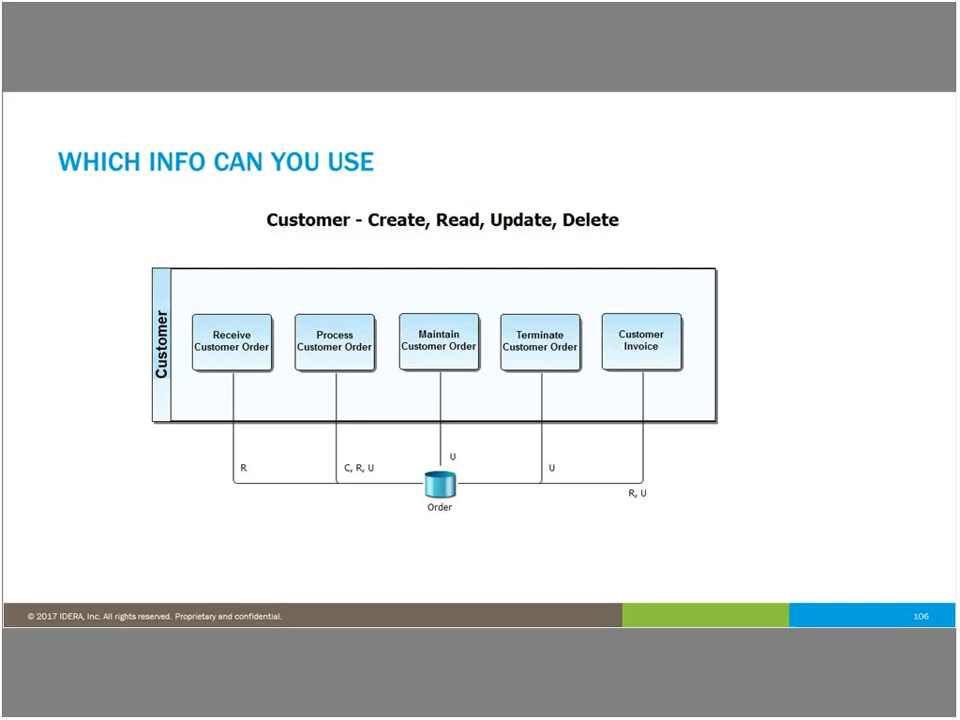 WHICH INFO CAN YOU USE
Customer - Create, Read, Update, Delete
Customer
Receive
Customer Order
Process
Customer Order
Maintain
Customer Order
Terminate
Customer Order
Customer
Invoice
R
C, R, U
U
U
R, U
Order
© 2017 IDERA, Inc. All rights reserved. Proprietary and confidential.
106